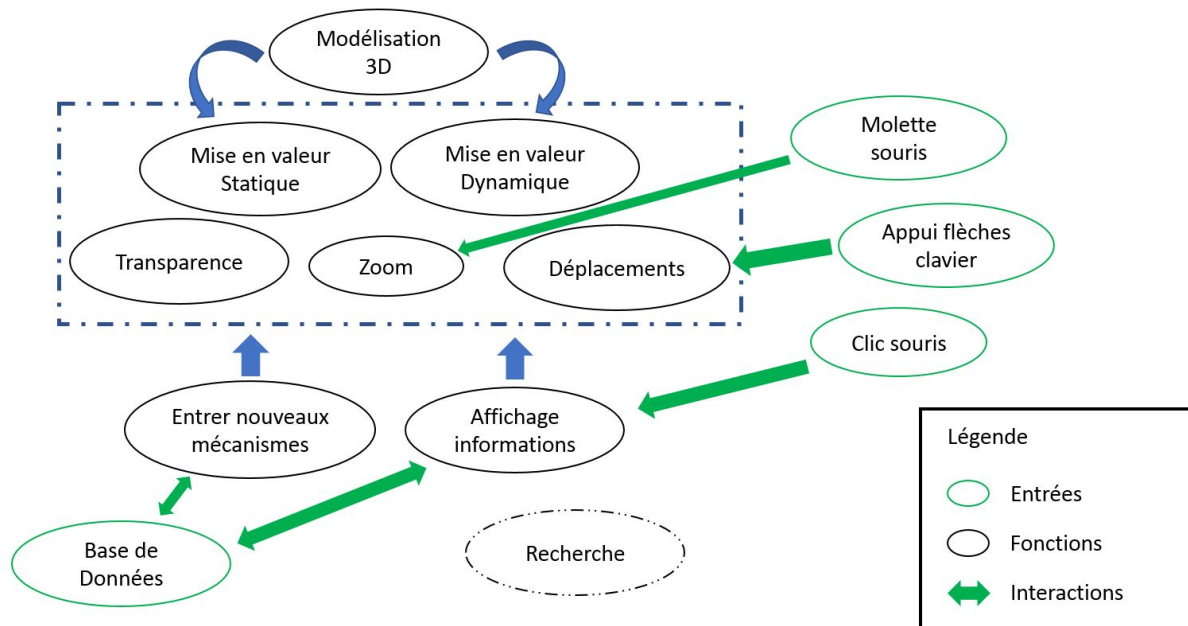 Modélisation
3D
Mise en valeur
Statique
Mise en valeur
Dynamique
Molette
souris
Transparence
Zoom
Déplacements
Appui flèches
clavier
Clic souris
Entrer nouveaux
mécanismes
Affichage
informations
Base de
Données
Recherche
Légende
Entrées
Fonctions
Interactions